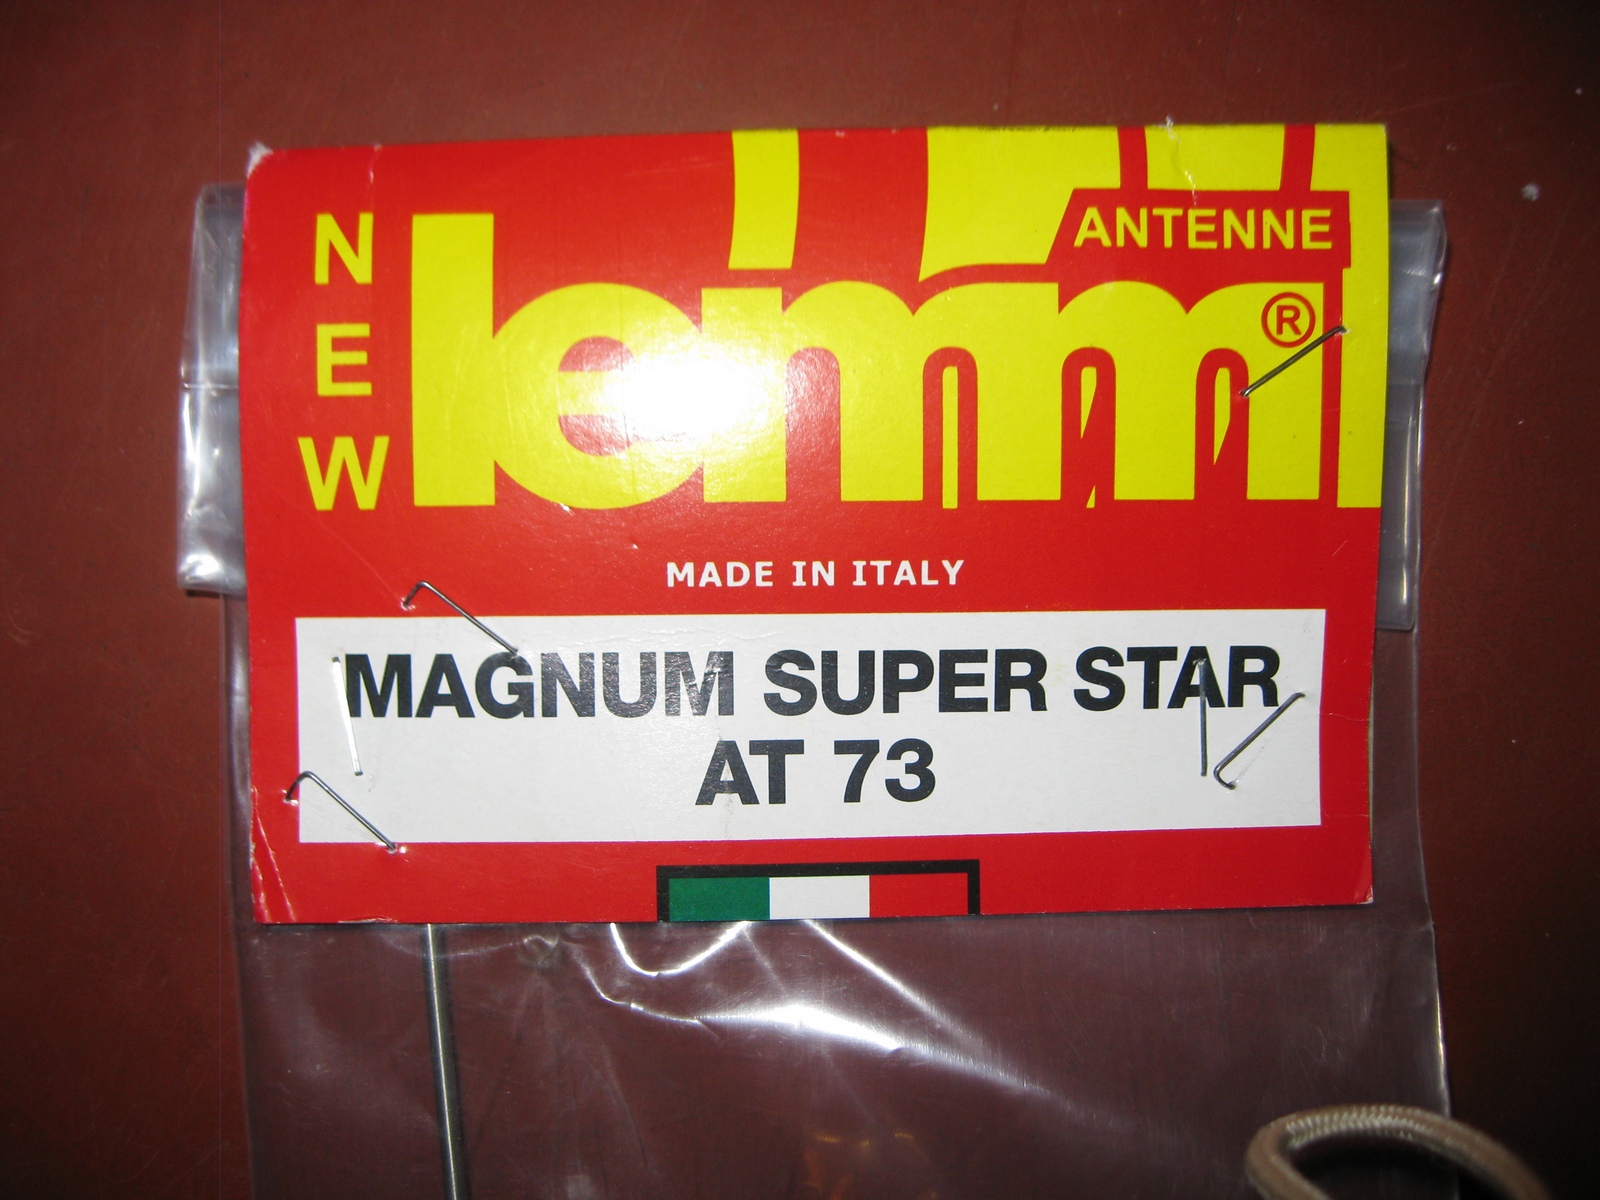 NEW
lemm®
ANTENNE
MADE IN ITALY
MAGNUM SUPER STAR
AT 73